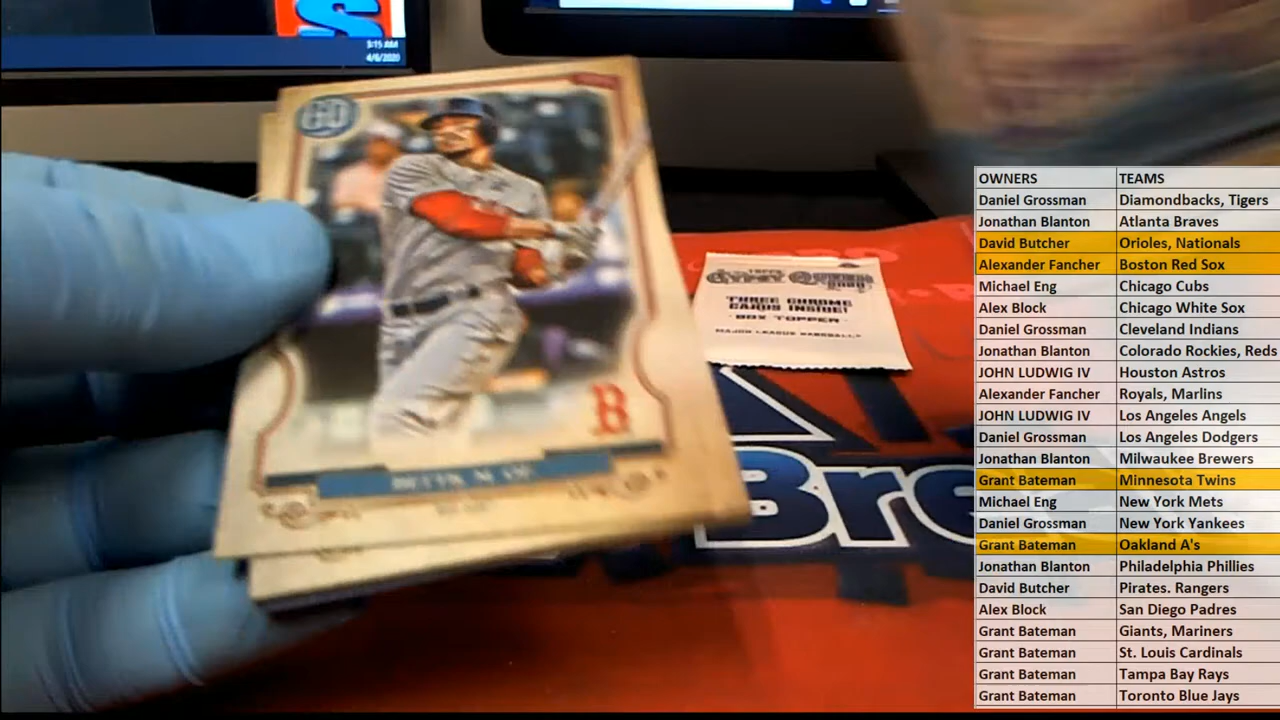 3:15 AM
4/6/2020
S
GQ
B
TOPPS
GYPSY QUEEN
2020
THREE CHROME
CARDS INSIDE!
BOX TOPPER
MAJOR LEAGUE BASEBALL
Bre
OWNERS TEAMS
Daniel Grossman Diamondbacks, Tigers
Jonathan Blanton Atlanta Braves
David Butcher Orioles, Nationals
Alexander Fancher Boston Red Sox
Michael Eng Chicago Cubs
Alex Block Chicago White Sox
Daniel Grossman Cleveland Indians
Jonathan Blanton Colorado Rockies, Reds
JOHN LUDWIG IV Houston Astros
Alexander Fancher Royals, Marlins
JOHN LUDWIG IV Los Angeles Angels
Daniel Grossman Los Angeles Dodgers
Jonathan Blanton Milwaukee Brewers
Grant Bateman Minnesota Twins
Michael Eng New York Mets
Daniel Grossman New York Yankees
Grant Bateman Oakland A's
Jonathan Blanton Philadelphia Phillies
David Butcher Pirates. Rangers
Alex Block San Diego Padres
Grant Bateman Giants, Mariners
Grant Bateman St. Louis Cardinals
Grant Bateman Tampa Bay Rays
Grant Bateman Toronto Blue Jays